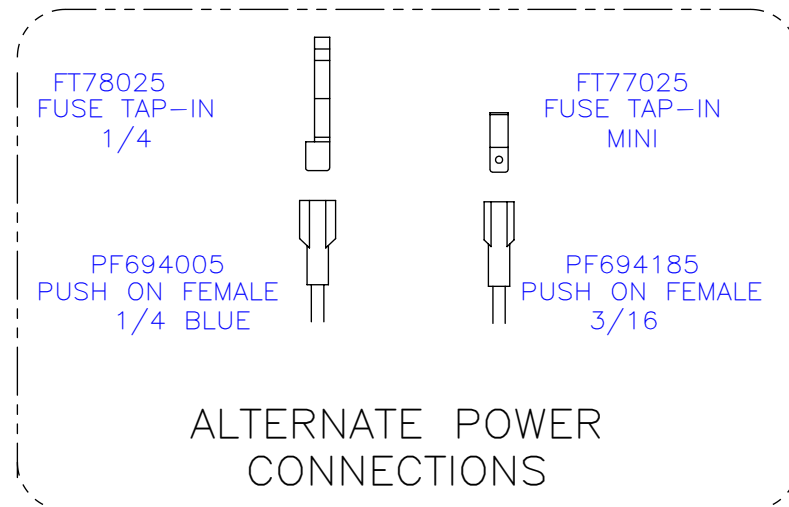 FT78025
FUSE TAP-IN
1/4
FT77025
FUSE TAP-IN
MINI
PF694005
PUSH ON FEMALE
1/4 BLUE
PF694185
PUSH ON FEMALE
3/16
ALTERNATE POWER
CONNECTIONS